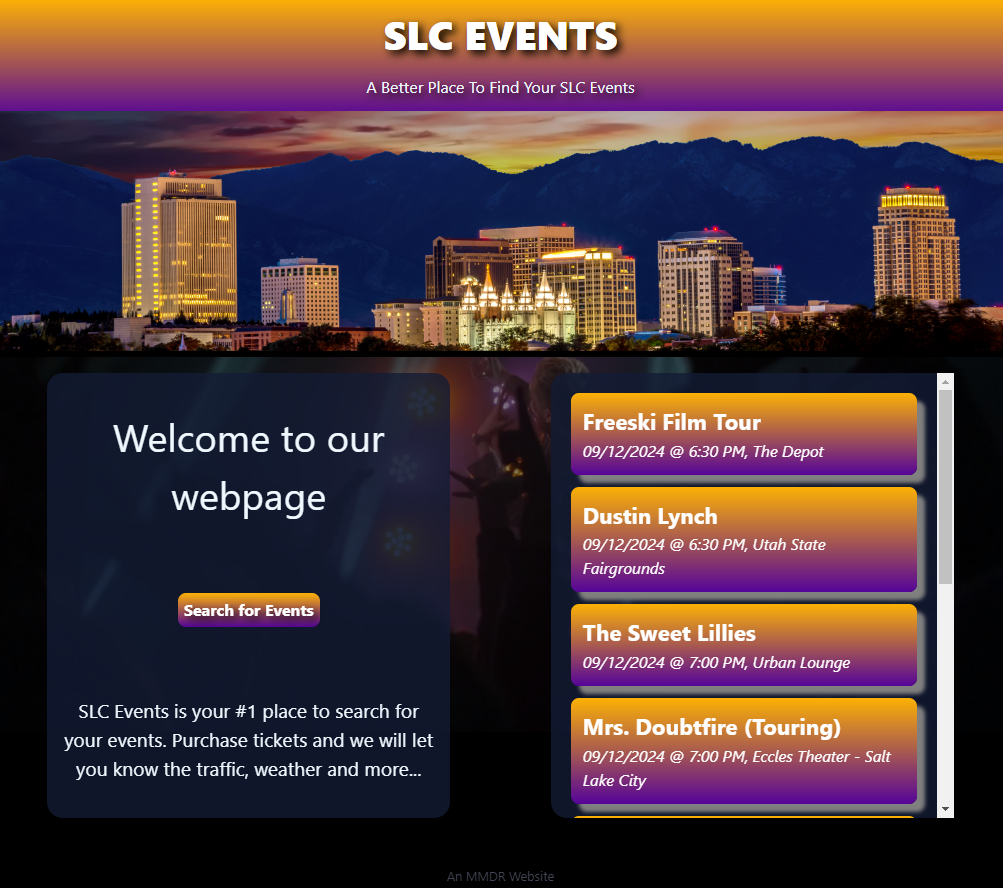 SLC EVENTS
A Better Place To Find Your SLC Events
Welcome to our
webpage
Search for Events
SLC Events is your #1 place to search for
your events. Purchase tickets and we will let
you know the traffic, weather and more...
Freeski Film Tour
09/12/2024 @ 6:30 PM, The Depot
Dustin Lynch
09/12/2024 @ 6:30 PM, Utah State
Fairgrounds
The Sweet Lillies
09/12/2024 @ 7:00 PM, Urban Lounge
Mrs. Doubtfire (Touring)
09/12/2024 @ 7:00 PM, Eccles Theater - Salt
Lake City
An MMDR Website